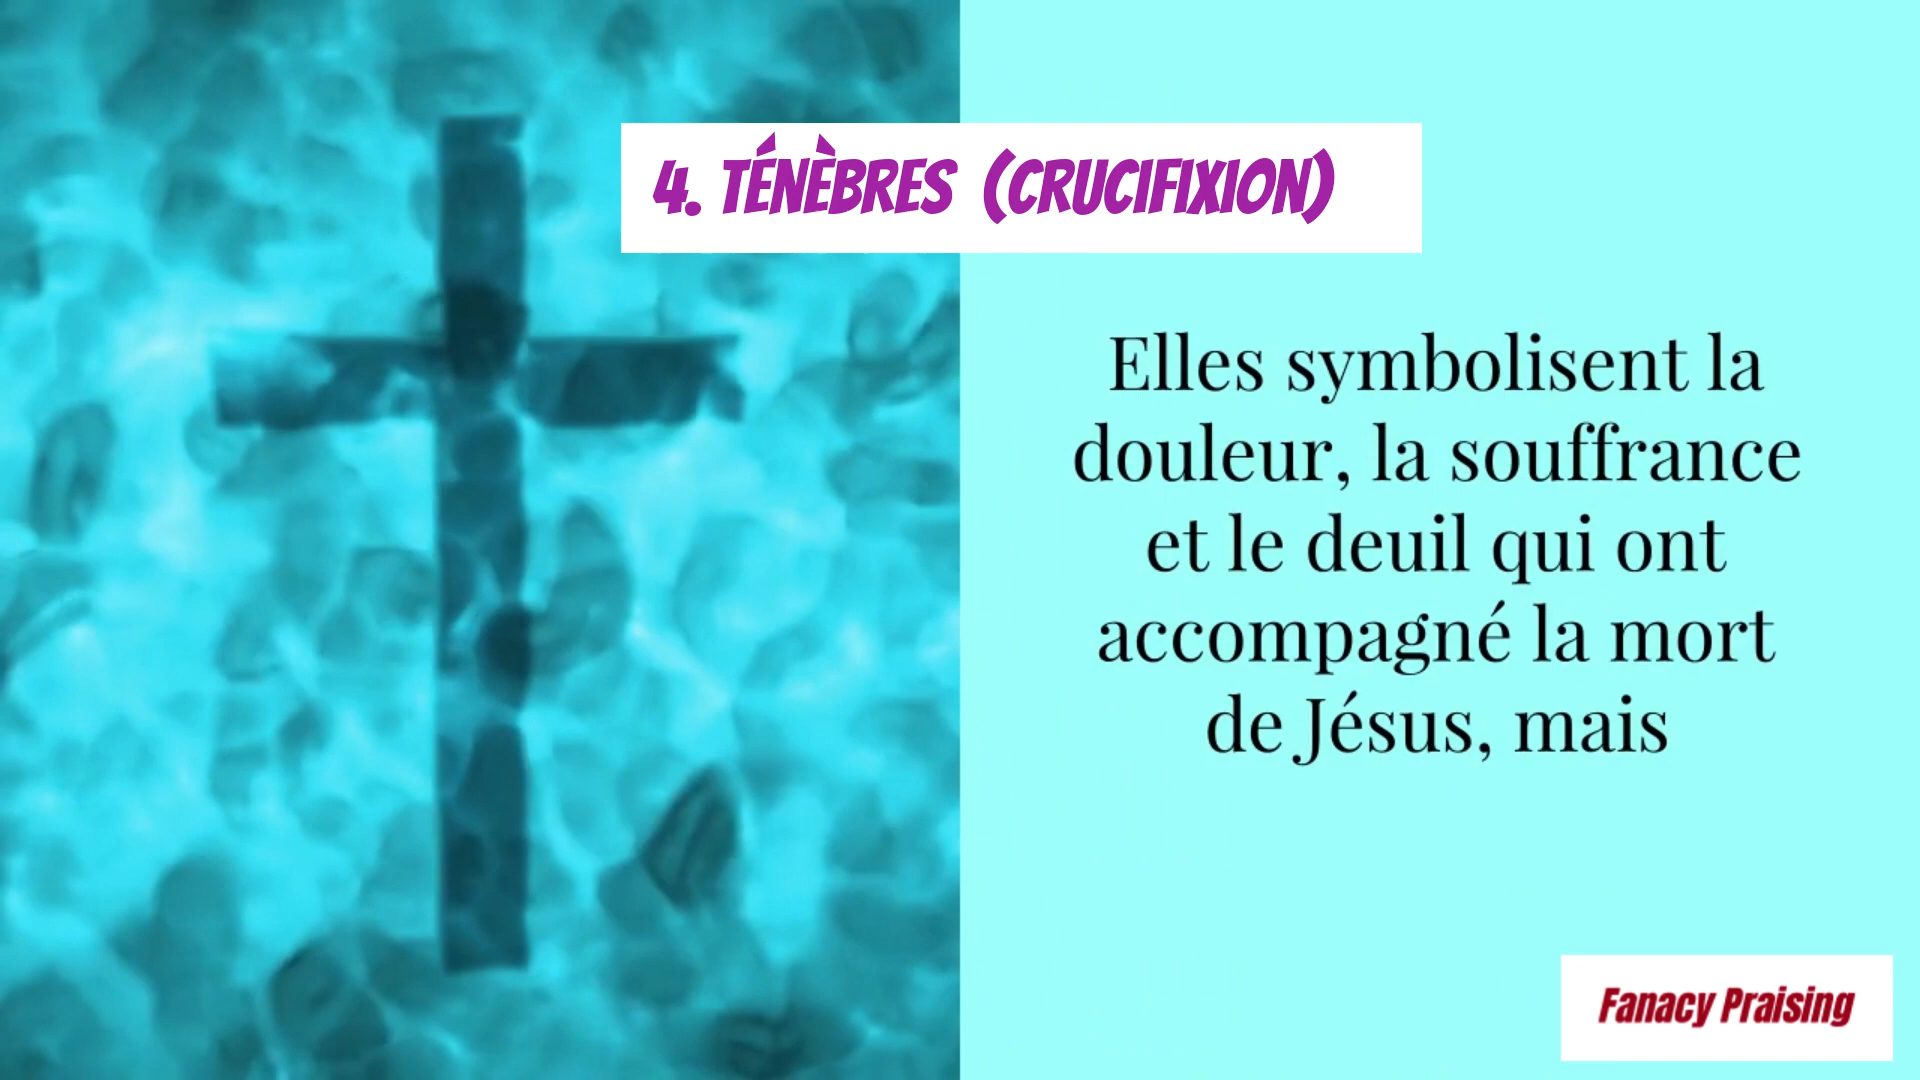 4. TÉNÈBRES (CRUCIFIXION)
Elles symbolisent la
douleur, la souffrance
et le deuil qui ont
accompagné la mort
de Jésus, mais
Fanacy Praising